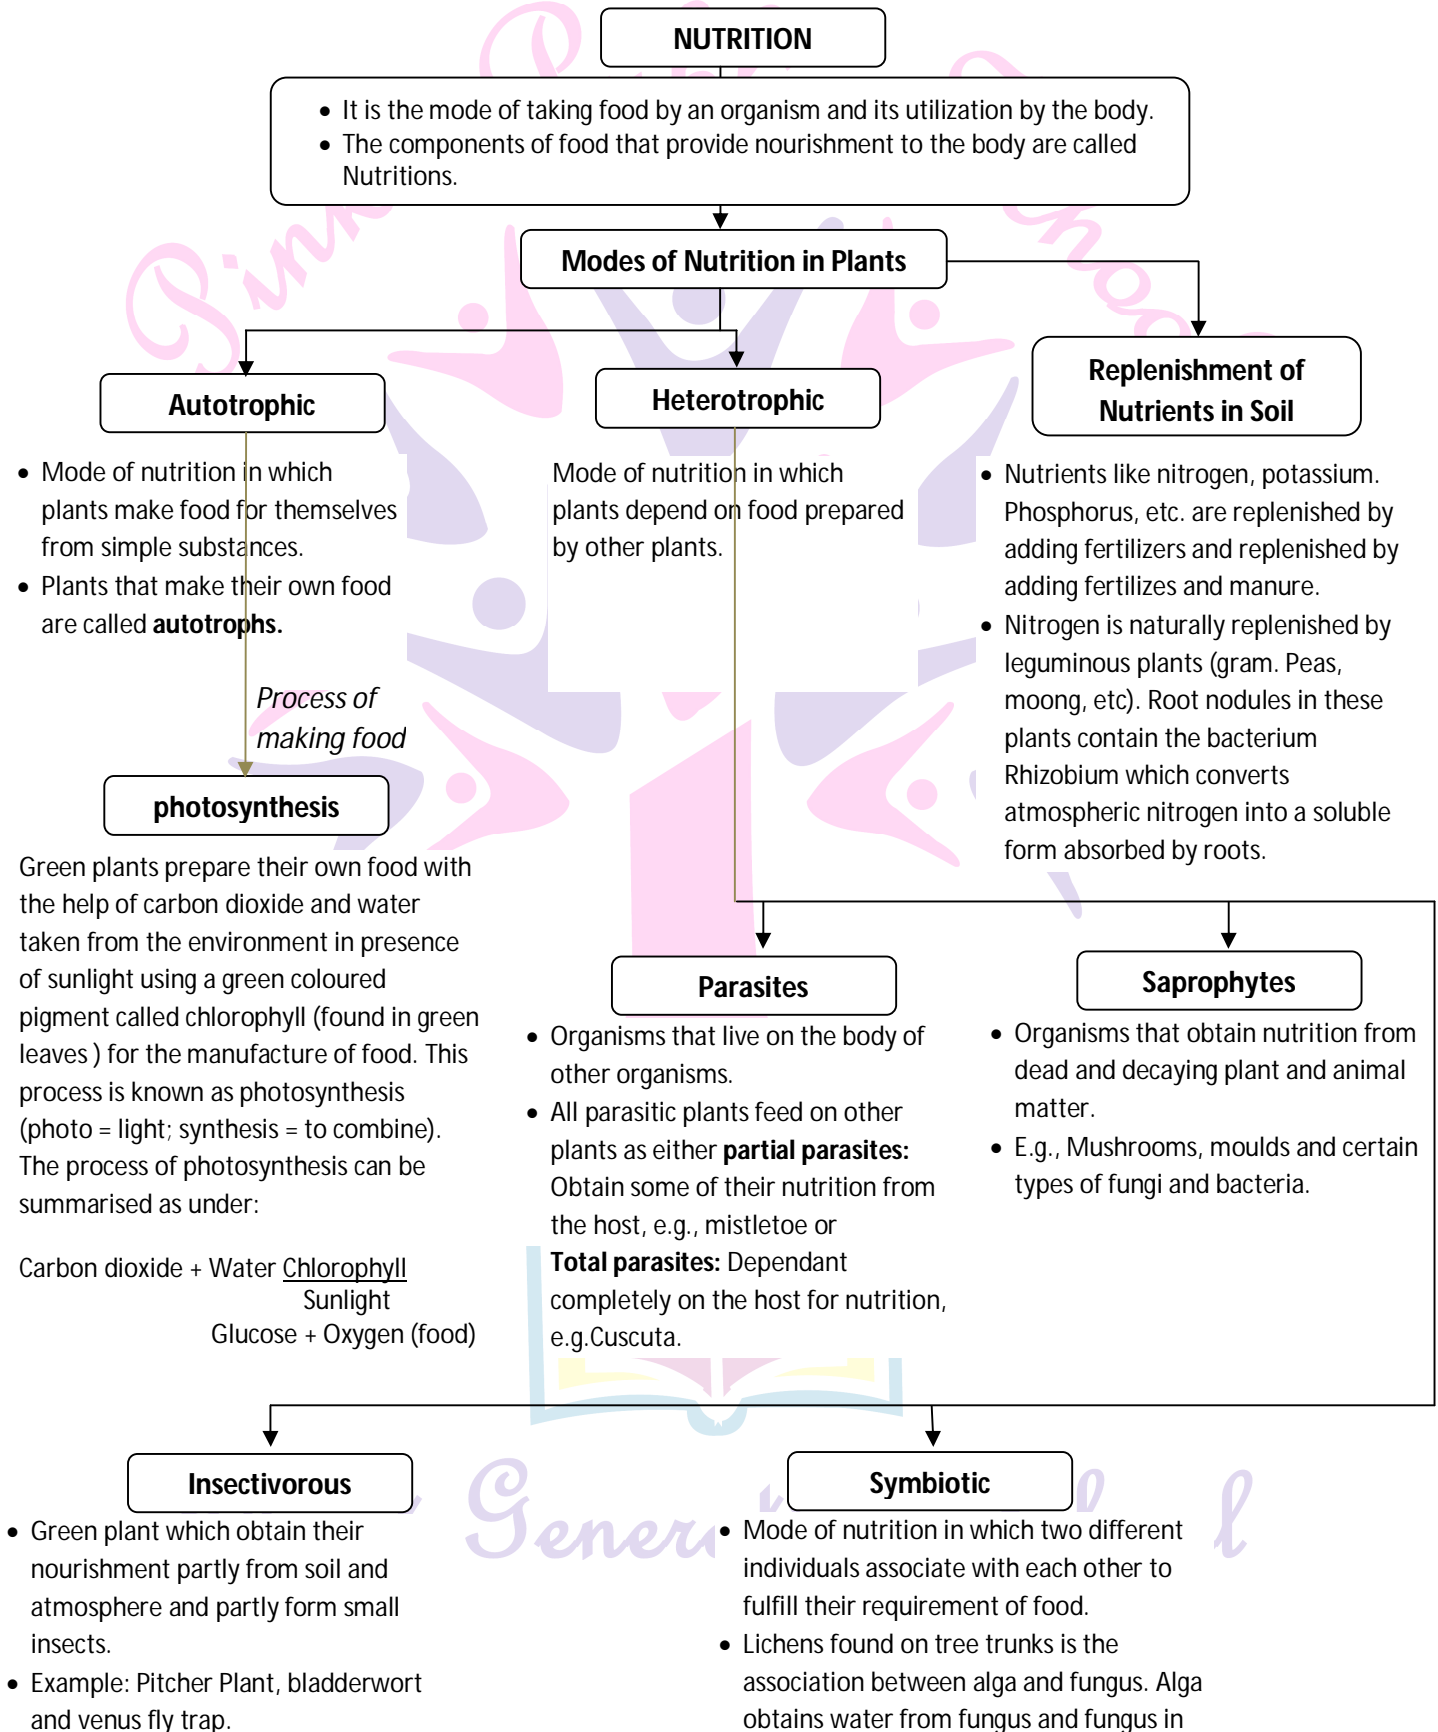 NUTRITION
• It is the mode of taking food by an organism and its utilization by the body.
• The components of food that provide nourishment to the body are called
Nutritions.
Modes of Nutrition in Plants
Autotrophic
• Mode of nutrition in which
plants make food for themselves
from simple substances.
• Plants that make their own food
are called autotrophs.
Process of
making food
photosynthesis
Green plants prepare their own food with
the help of carbon dioxide and water
taken from the environment in presence
of sunlight using a green coloured
pigment called chlorophyll (found in green
leaves ) for the manufacture of food. This
process is known as photosynthesis
(photo = light; synthesis = to combine).
The process of photosynthesis can be
summarised as under:
Carbon dioxide + Water Chlorophyll
Sunlight
Glucose + Oxygen (food)
Heterotrophic
Mode of nutrition in which
plants depend on food prepared
by other plants.
Replenishment of
Nutrients in Soil
• Nutrients like nitrogen, potassium.
Phosphorus, etc. are replenished by
adding fertilizers and replenished by
adding fertilizes and manure.
• Nitrogen is naturally replenished by
leguminous plants (gram. Peas,
moong, etc). Root nodules in these
plants contain the bacterium
Rhizobium which converts
atmospheric nitrogen into a soluble
form absorbed by roots.
Parasites
• Organisms that live on the body of
other organisms.
• All parasitic plants feed on other
plants as either partial parasites:
Obtain some of their nutrition from
the host, e.g., mistletoe or
Total parasites: Dependant
completely on the host for nutrition,
e.g.Cuscuta.
Saprophytes
• Organisms that obtain nutrition from
dead and decaying plant and animal
matter.
• E.g., Mushrooms, moulds and certain
types of fungi and bacteria.
Insectivorous
• Green plant which obtain their
nourishment partly from soil and
atmosphere and partly form small
insects.
• Example: Pitcher Plant, bladderwort
and venus fly trap.
Symbiotic
• Mode of nutrition in which two different
individuals associate with each other to
fulfill their requirement of food.
• Lichens found on tree trunks is the
association between alga and fungus. Alga
obtains water from fungus and fungus in